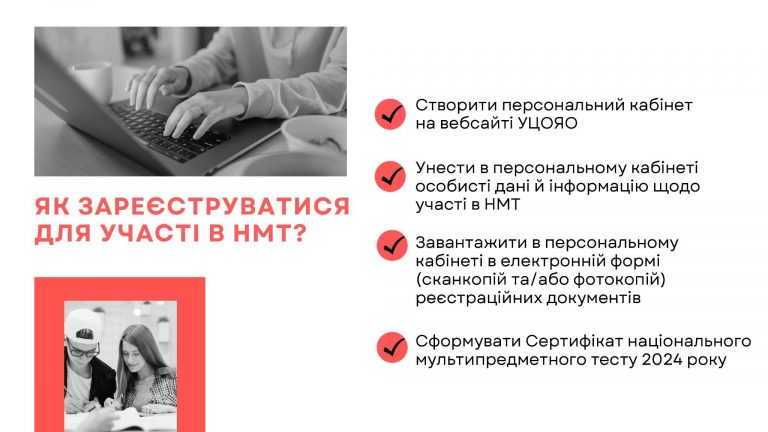 ЯК ЗАРЕЄСТРУВАТИСЯ
ДЛЯ УЧАСТІ В НМТ?
Створити персональний кабінет
на вебсайті УЦОЯО
Унести в персональному кабінеті
особисті дані й інформацію щодо
участі в НМТ
Завантажити в персональному
кабінеті в електронній формі
(сканкопій та/або фотокопій)
реєстраційних документів
Сформувати Сертифікат національного
мультипредметного тесту 2024 року